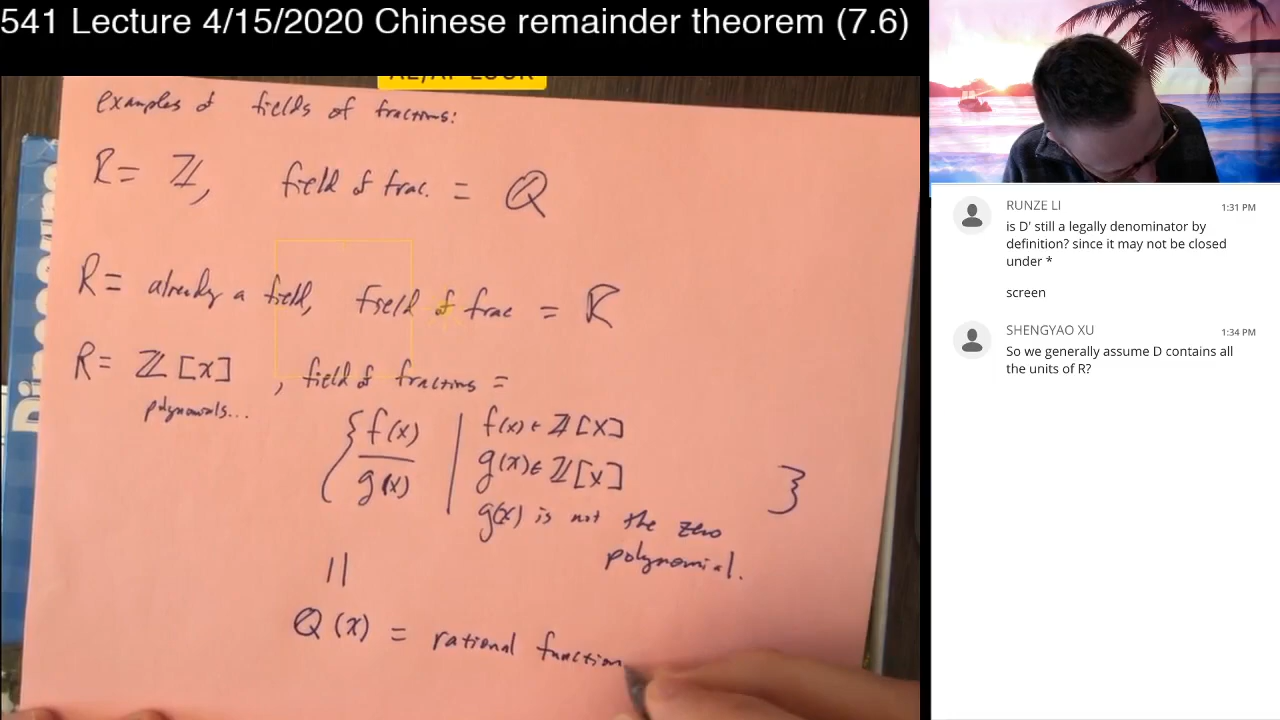 541 Lecture 4/15/2020 Chinese remainder theorem (7.6)
examples of fields of fractions:
R = ℤ, field of frac. = ℚ
R = already a field, field of frac = R
R = ℤ[x], field of fractions =
polynomials...
{ f(x) / g(x) | f(x) ∈ ℤ[x]
g(x) ∈ ℤ[x] }
g(x) is not the zero
polynomial.
||
ℚ(x) = rational function
RUNZE LI 1:31 PM
is D' still a legally denominator by
definition? since it may not be closed
under *
screen
SHENGYAO XU 1:34 PM
So we generally assume D contains all
the units of R?